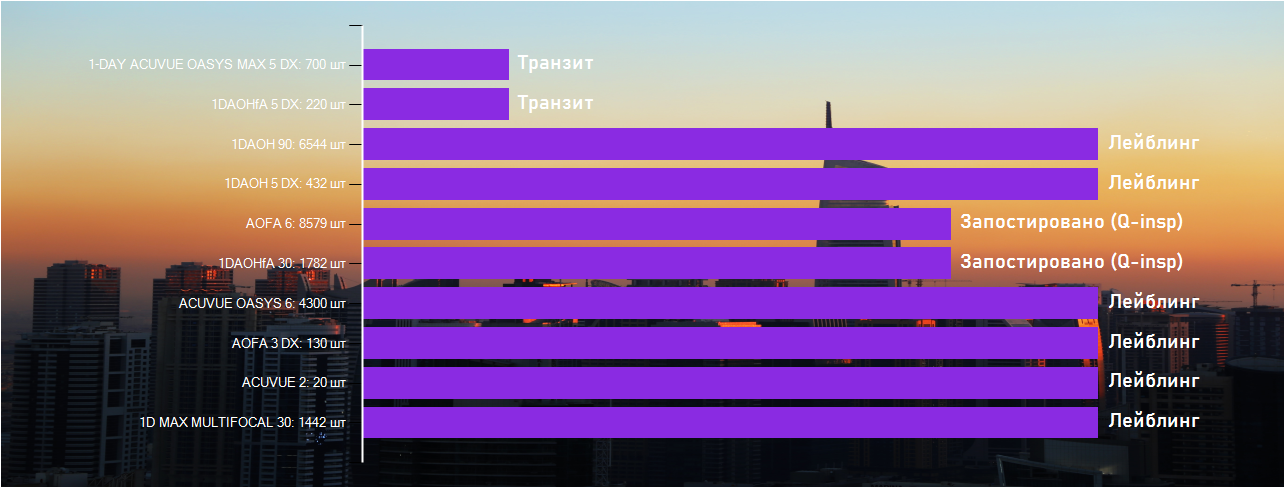 1-DAY ACUVUE OASYS MAX 5 DX: 700 шт Транзит
1DAOHfA 5 DX: 220 шт Транзит
1DAOH 90: 6544 шт Лейблинг
1DAOH 5 DX: 432 шт Лейблинг
AOFA 6: 8579 шт Запостировано (Q-insp)
1DAOHfA 30: 1782 шт Запостировано (Q-insp)
ACUVUE OASYS 6: 4300 шт Лейблинг
AOFA 3 DX: 130 шт Лейблинг
ACUVUE 2: 20 шт Лейблинг
1D MAX MULTIFOCAL 30: 1442 шт Лейблинг